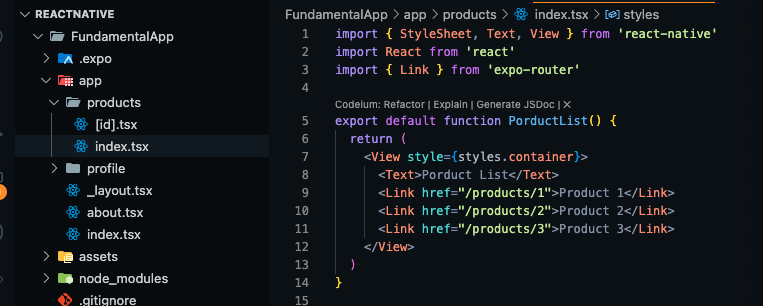 REACTNATIVE
FundamentalApp
.expo
app
products
[id].tsx
index.tsx
profile
_layout.tsx
about.tsx
index.tsx
assets
node_modules
.gitignore
FundamentalApp > app > products > index.tsx > styles
1 import { StyleSheet, Text, View } from 'react-native'
2 import React from 'react'
3 import { Link } from 'expo-router'
4
Codeium: Refactor | Explain | Generate JSDoc | ✕
5 export default function PorductList() {
6 return (
7 <View style={styles.container}>
8 <Text>Porduct List</Text>
9 <Link href="/products/1">Product 1</Link>
10 <Link href="/products/2">Product 2</Link>
11 <Link href="/products/3">Product 3</Link>
12 </View>
13 )
14 }
15